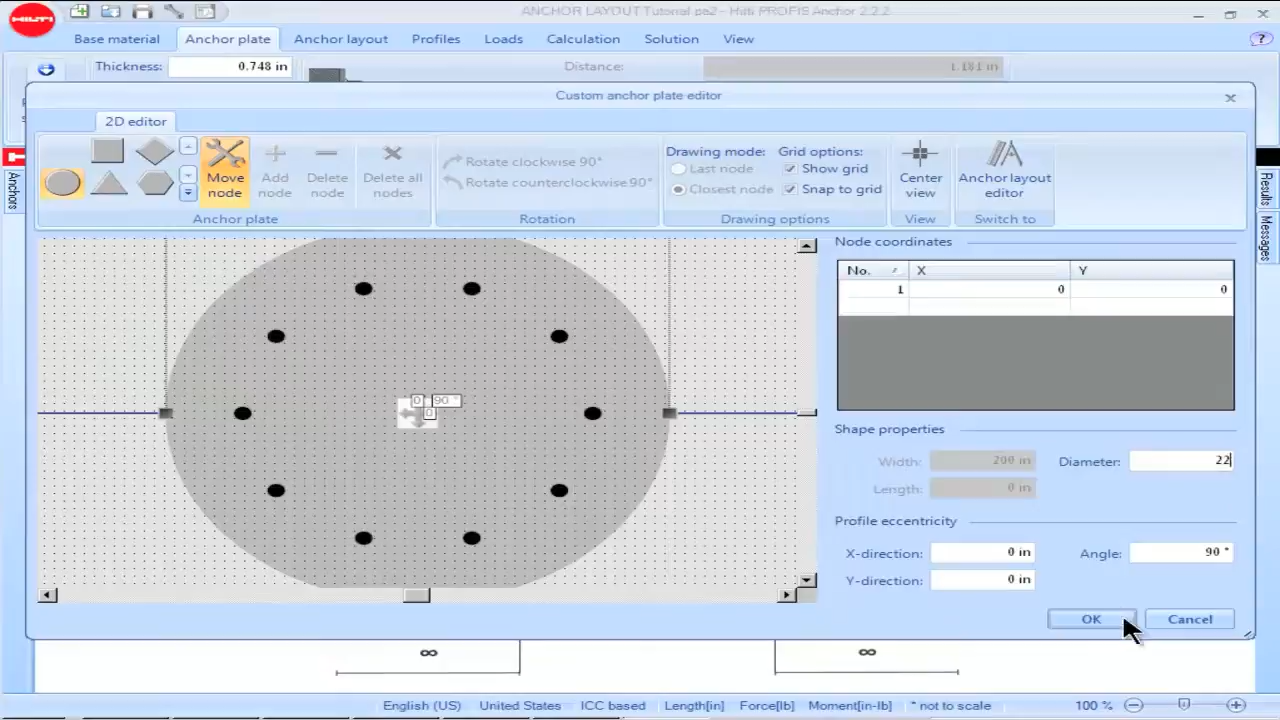 HILTI
ANCHOR LAYOUT Tutorial.pe2 - Hilti PROFIS Anchor 2.2.2
Base material Anchor plate Anchor layout Profiles Loads Calculation Solution View
Thickness: 0.748 in Distance: 1.181 in
Custom anchor plate editor
2D editor
Move node
Add node
Delete node
Delete all nodes
Rotate clockwise 90°
Rotate counterclockwise 90°
Drawing mode:
Last node
Closest node
Grid options:
Show grid
Snap to grid
Center view
Anchor layout editor
Anchor plate Rotation Drawing options View Switch to
Anchors
Results
Messages
Node coordinates
No. X Y
1 0 0
0 90 °
0
Shape properties
Width: 200 in Diameter: 22
Length: 0 in
Profile eccentricity
X-direction: 0 in Angle: 90 °
Y-direction: 0 in
OK Cancel
∞ ∞
English (US) United States ICC based Length[in] Force[lb] Moment[in-lb] * not to scale 100 %